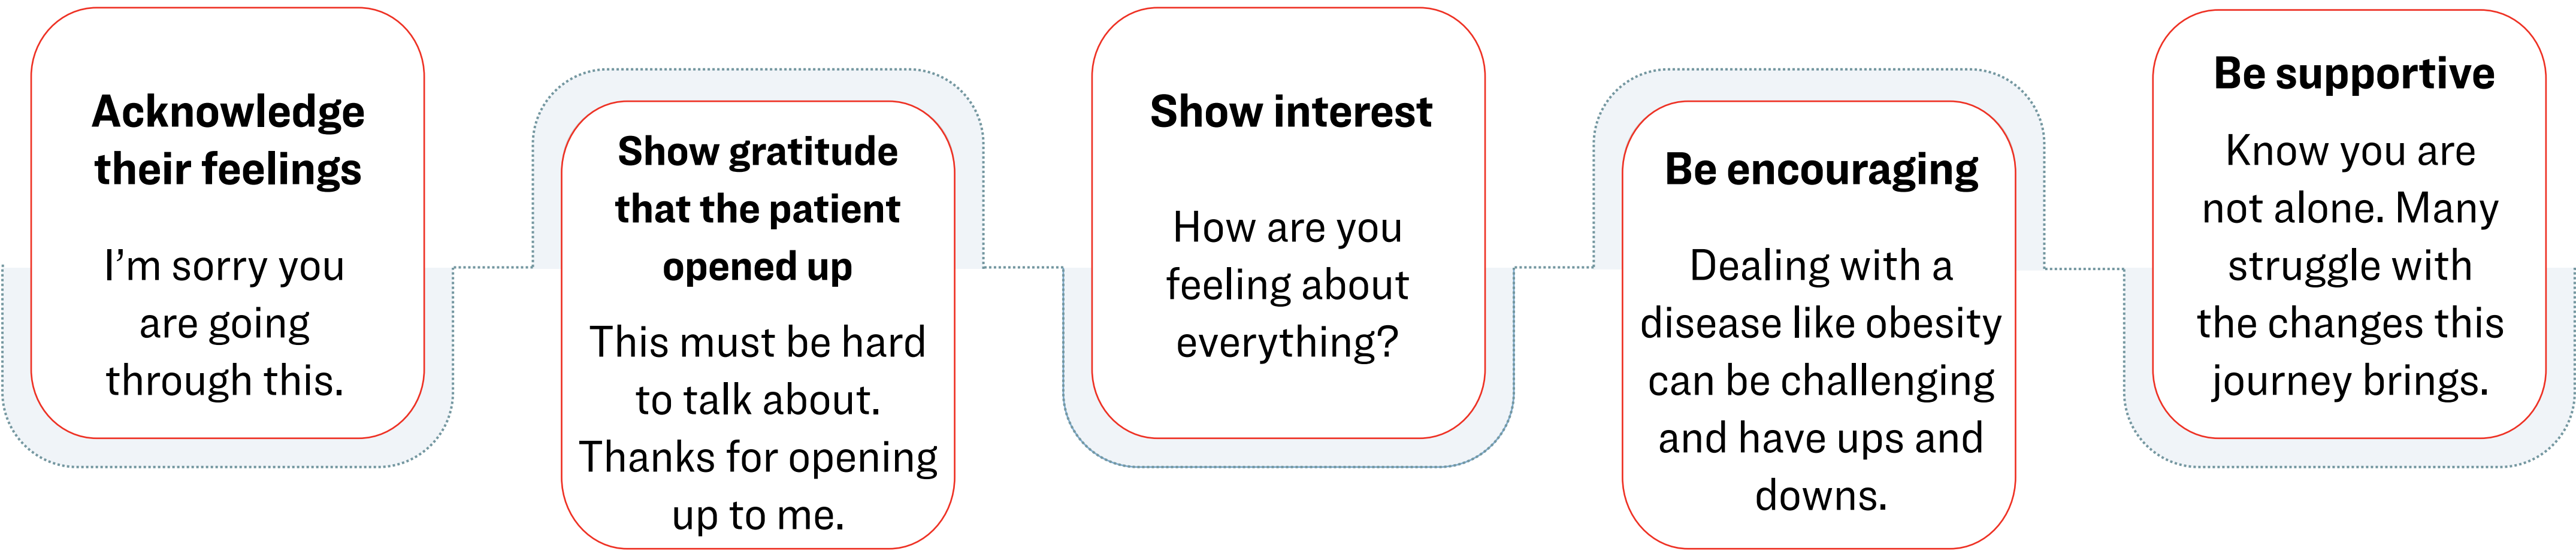 Acknowledge
their feelings
I’m sorry you
are going
through this.
Show gratitude
that the patient
opened up
This must be hard
to talk about.
Thanks for opening
up to me.
Show interest
How are you
feeling about
everything?
Be encouraging
Dealing with a
disease like obesity
can be challenging
and have ups and
downs.
Be supportive
Know you are
not alone. Many
struggle with
the changes this
journey brings.